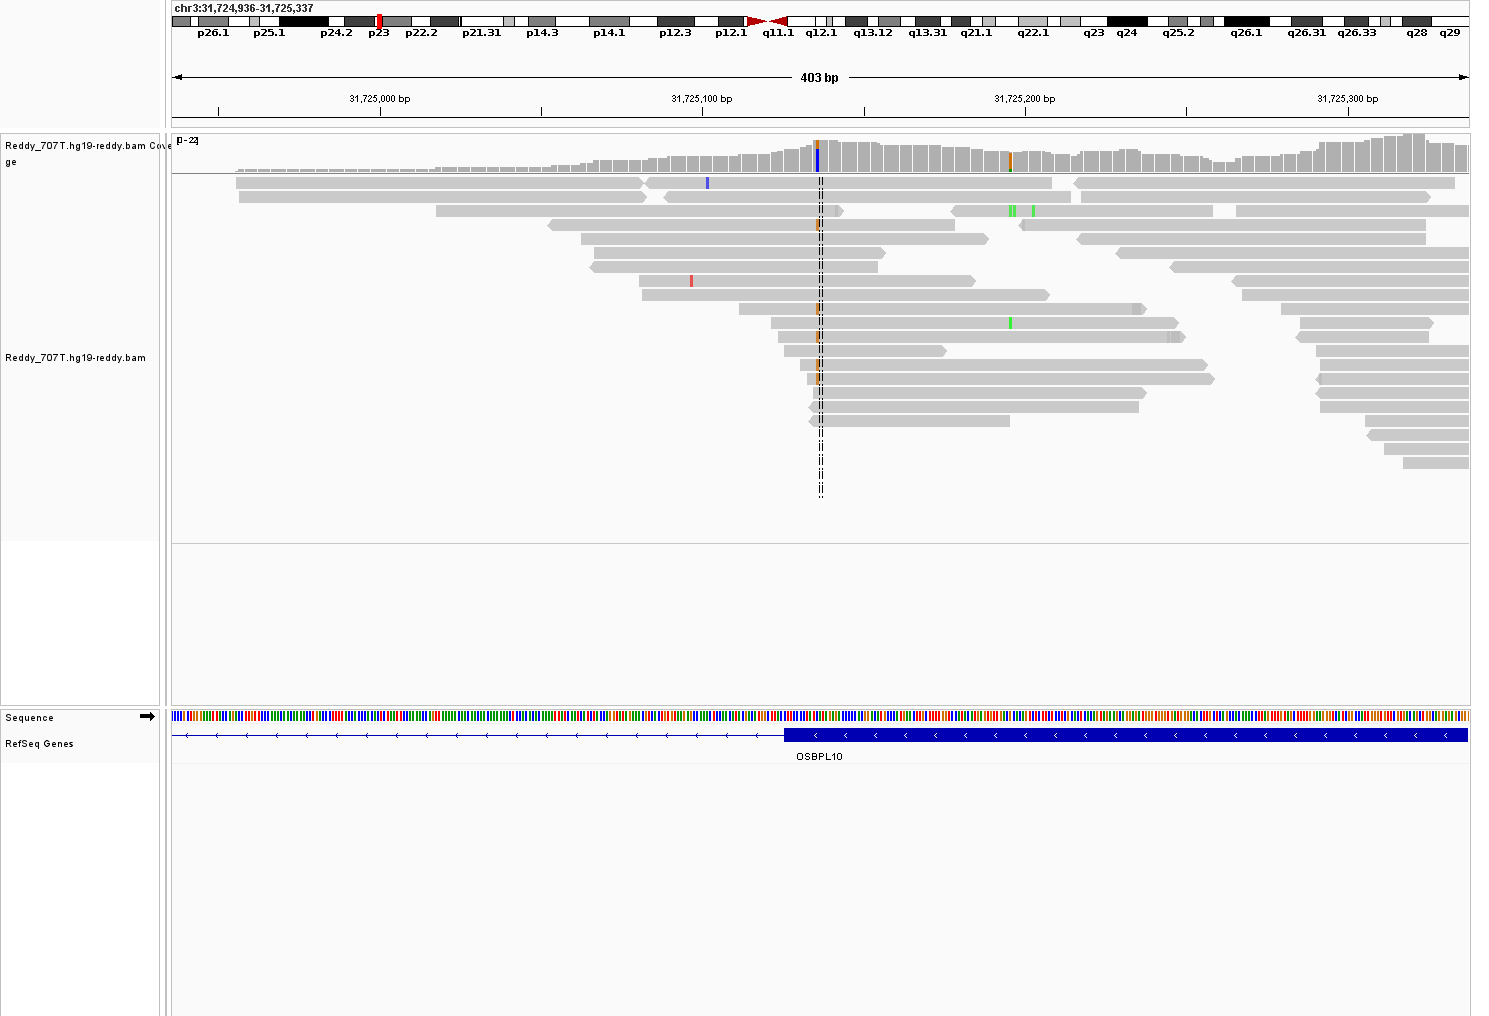 chr3:31,724,936-31,725,337
p26.1 p25.1 p24.2 p23 p22.2 p21.31 p14.3 p14.1 p12.3 p12.1 q11.1 q12.1 q13.12 q13.31 q21.1 q22.1 q23 q24 q25.2 q26.1 q26.31 q26.33 q28 q29
403 bp
31,725,000 bp 31,725,100 bp 31,725,200 bp 31,725,300 bp
[0-22]
Reddy_707T.hg19-reddy.bam Cove
ge
Reddy_707T.hg19-reddy.bam
Sequence
RefSeq Genes
OSBPL10